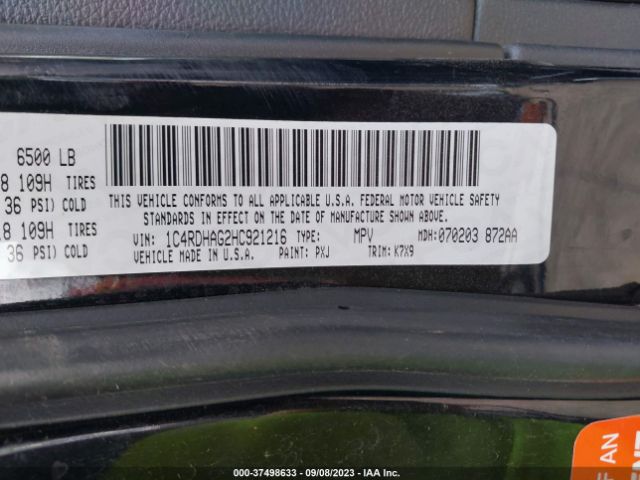 6500 LB
8 109H TIRES
36 PSI) COLD
18 109H TIRES
36 PSI) COLD
THIS VEHICLE CONFORMS TO ALL APPLICABLE U.S.A. FEDERAL MOTOR VEHICLE SAFETY
STANDARDS IN EFFECT ON THE DATE OF MANUFACTURE SHOWN ABOVE.
VIN: 1C4RDHAG2HC921216 TYPE: MPV MDH:070203 872AA
VEHICLE MADE IN U.S.A. PAINT: PXJ TRIM: K7X9
F AN
000-37498633 - 09/08/2023 - IAA Inc.